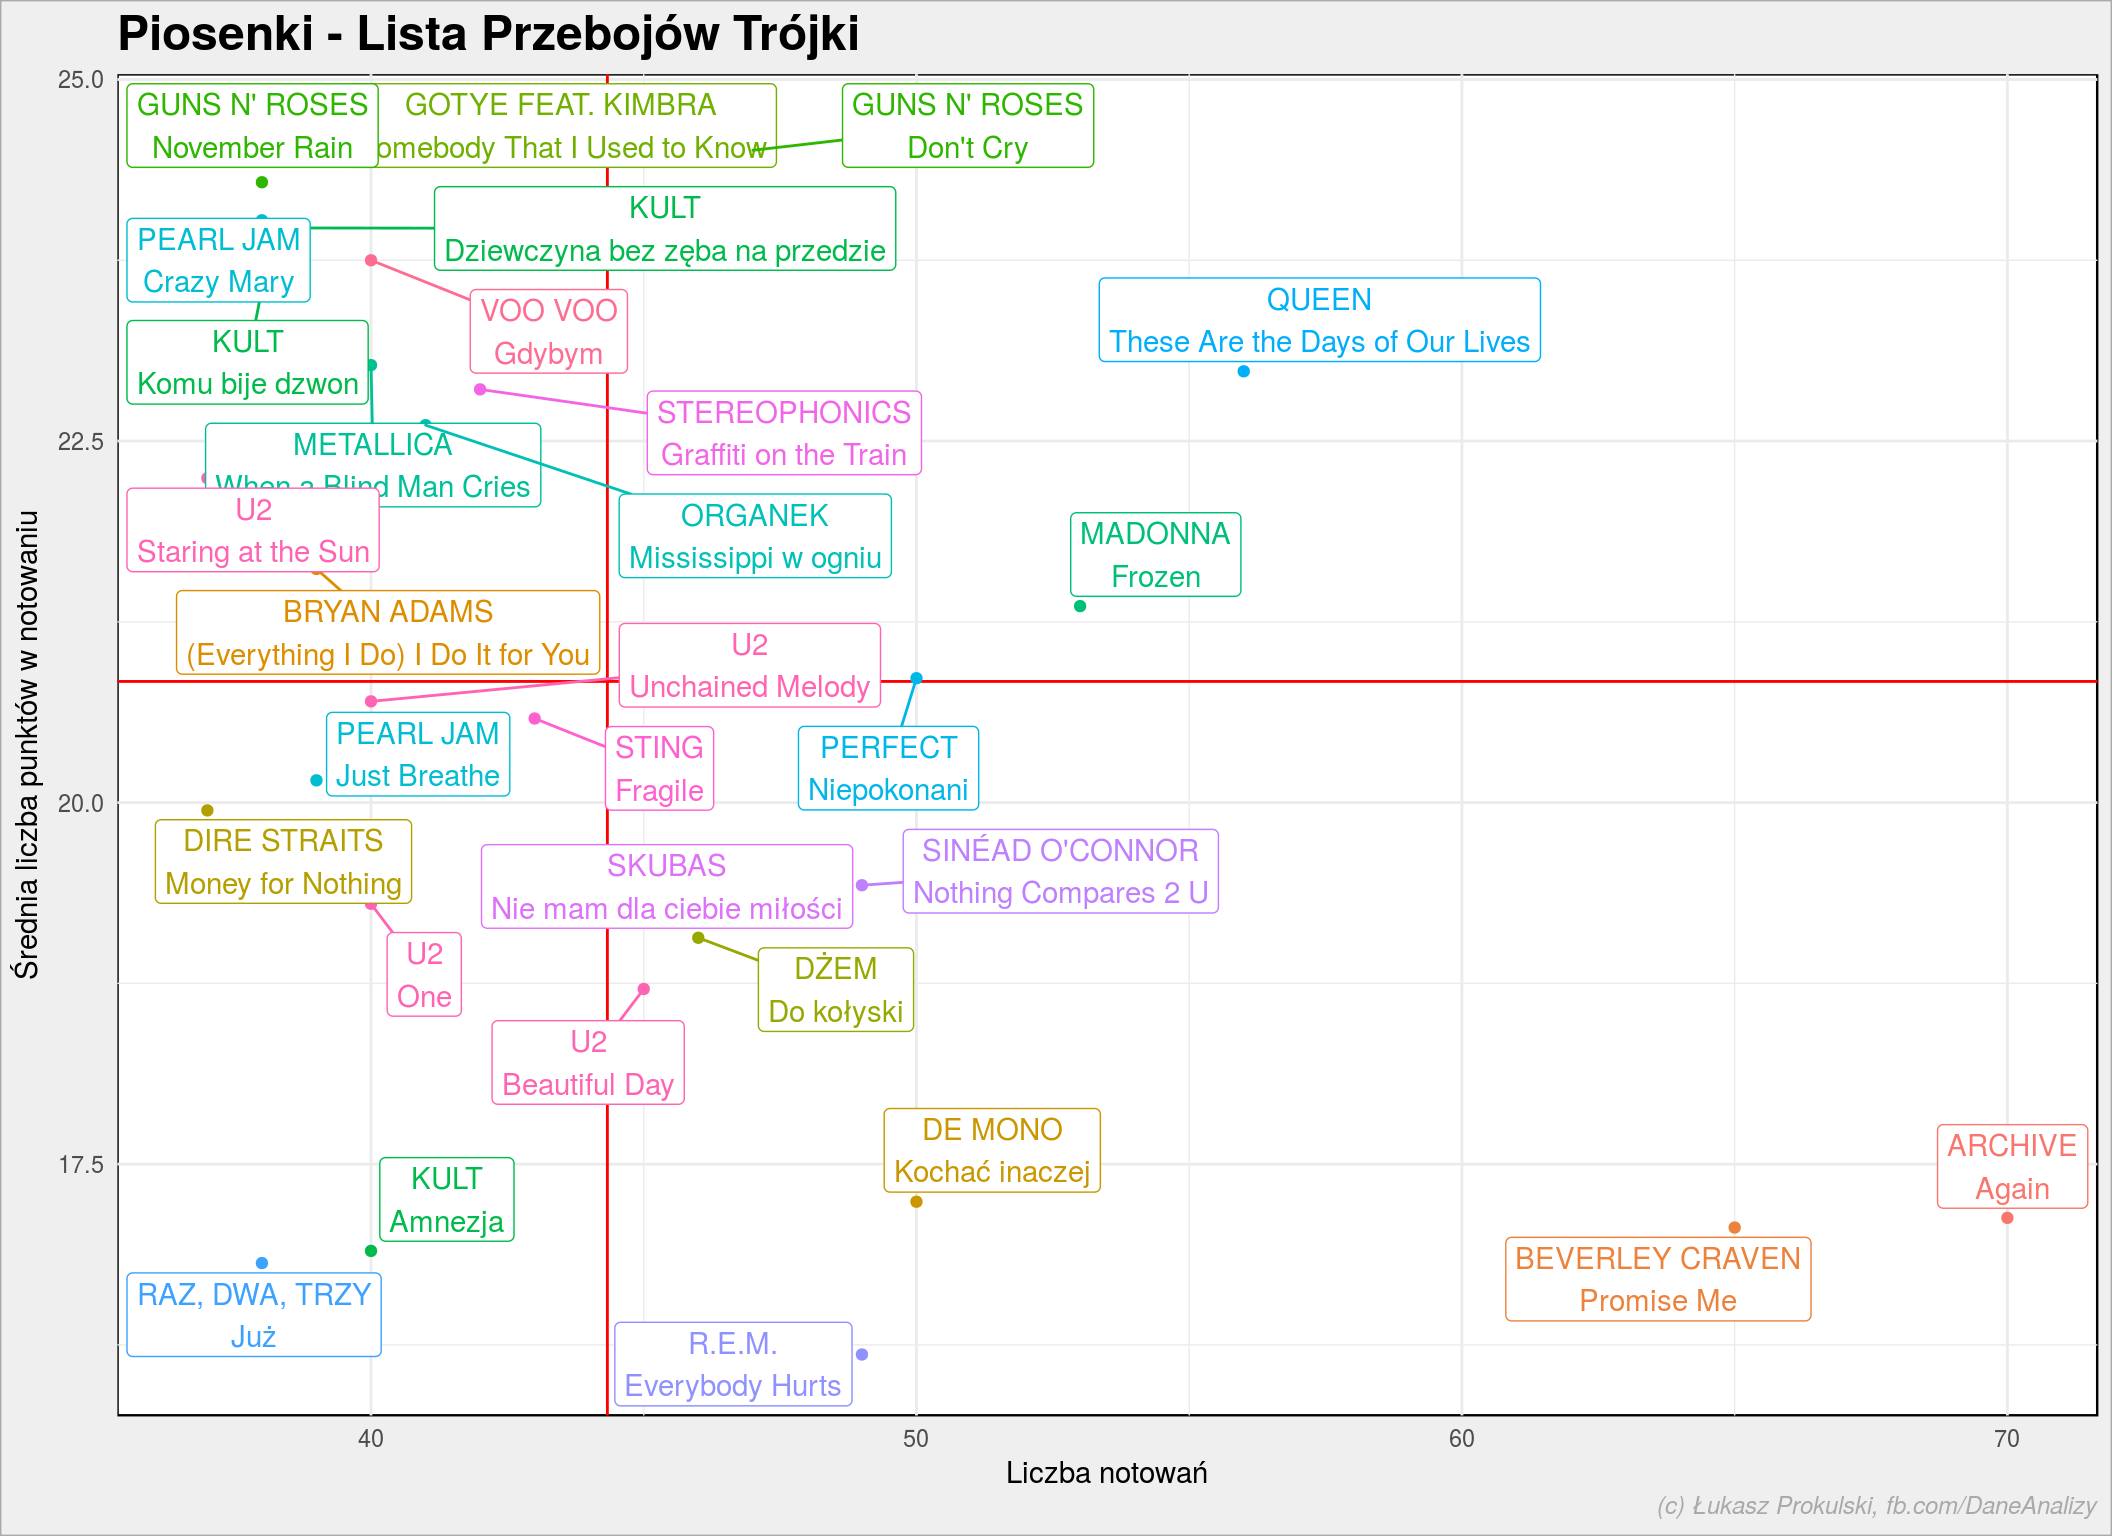 Piosenki - Lista Przebojów Trójki
25.0
22.5
20.0
17.5
Średnia liczba punktów w notowaniu
GUNS N' ROSES
November Rain
GOTYE FEAT. KIMBRA
omebody That I Used to Know
GUNS N' ROSES
Don't Cry
KULT
Dziewczyna bez zęba na przedzie
PEARL JAM
Crazy Mary
VOO VOO
Gdybym
QUEEN
These Are the Days of Our Lives
KULT
Komu bije dzwon
STEREOPHONICS
Graffiti on the Train
METALLICA
When a Blind Man Cries
U2
Staring at the Sun
ORGANEK
Mississippi w ogniu
MADONNA
Frozen
BRYAN ADAMS
(Everything I Do) I Do It for You
U2
Unchained Melody
PEARL JAM
Just Breathe
STING
Fragile
PERFECT
Niepokonani
DIRE STRAITS
Money for Nothing
SKUBAS
Nie mam dla ciebie miłości
SINÉAD O'CONNOR
Nothing Compares 2 U
U2
One
DŻEM
Do kołyski
U2
Beautiful Day
DE MONO
Kochać inaczej
ARCHIVE
Again
KULT
Amnezja
BEVERLEY CRAVEN
Promise Me
RAZ, DWA, TRZY
Już
R.E.M.
Everybody Hurts
40
50
60
70
Liczba notowań
(c) Łukasz Prokulski, fb.com/DaneAnalizy